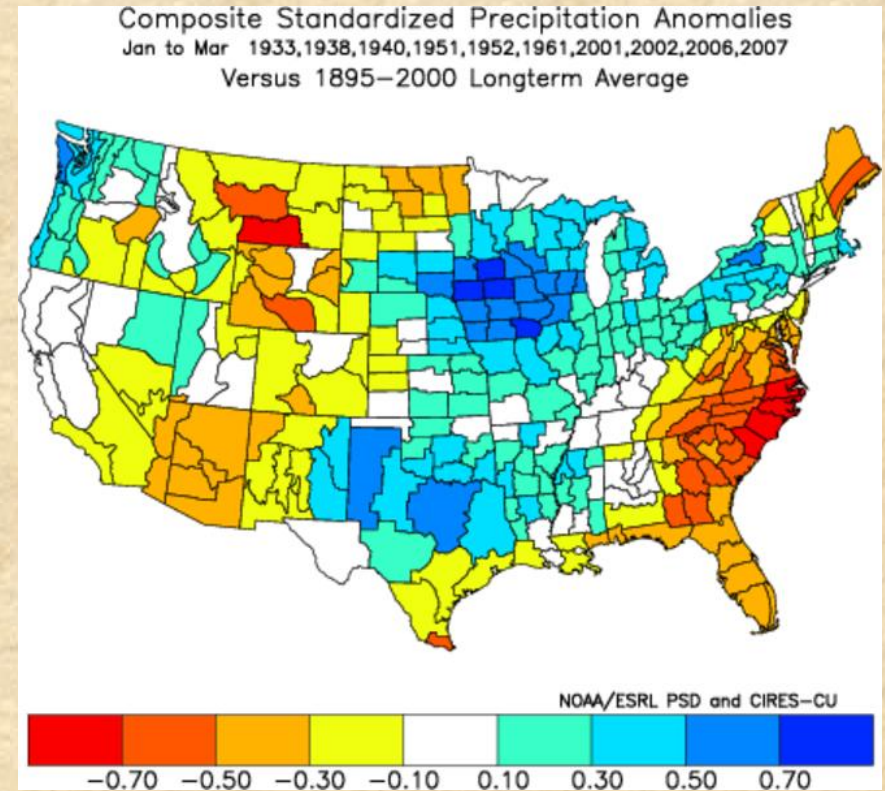 Composite Standardized Precipitation Anomalies
Jan to Mar 1933,1938,1940,1951,1952,1961,2001,2002,2006,2007
Versus 1895−2000 Longterm Average
NOAA/ESRL PSD and CIRES−CU
−0.70 −0.50 −0.30 −0.10 0.10 0.30 0.50 0.70